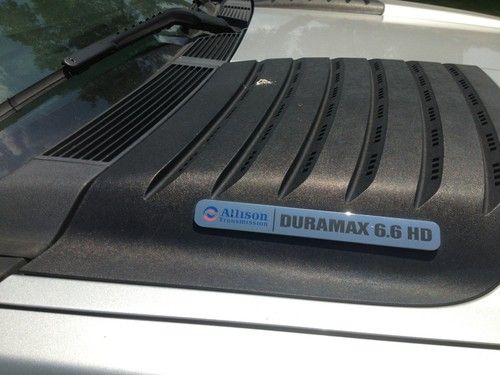 Allison
Transmission
DURAMAX 6.6 HD